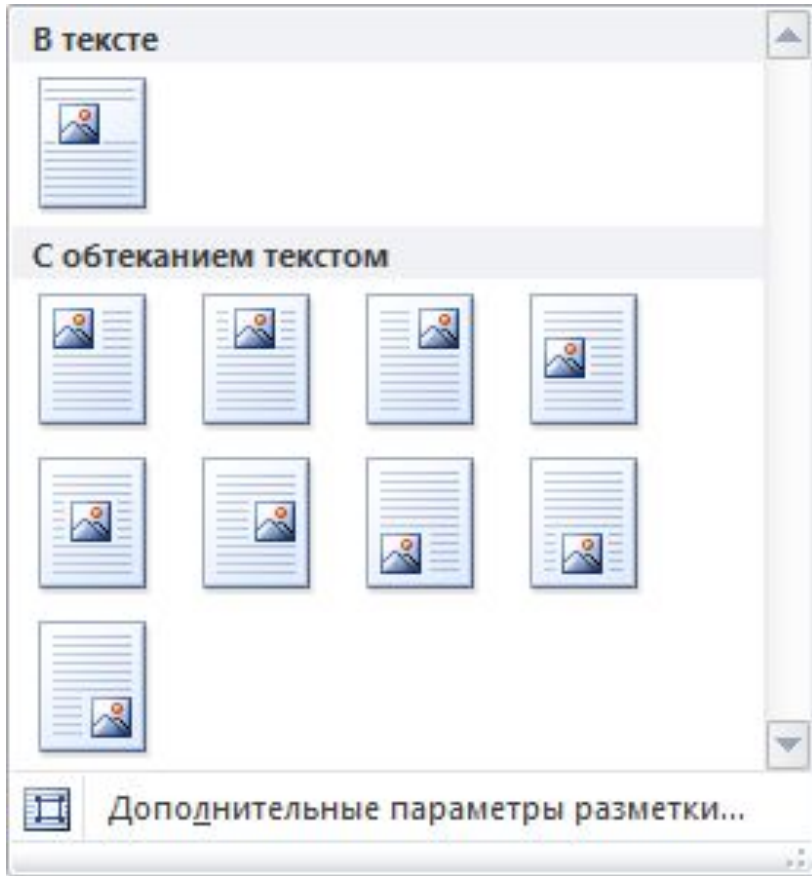 В тексте
С обтеканием текстом
Дополнительные параметры разметки...